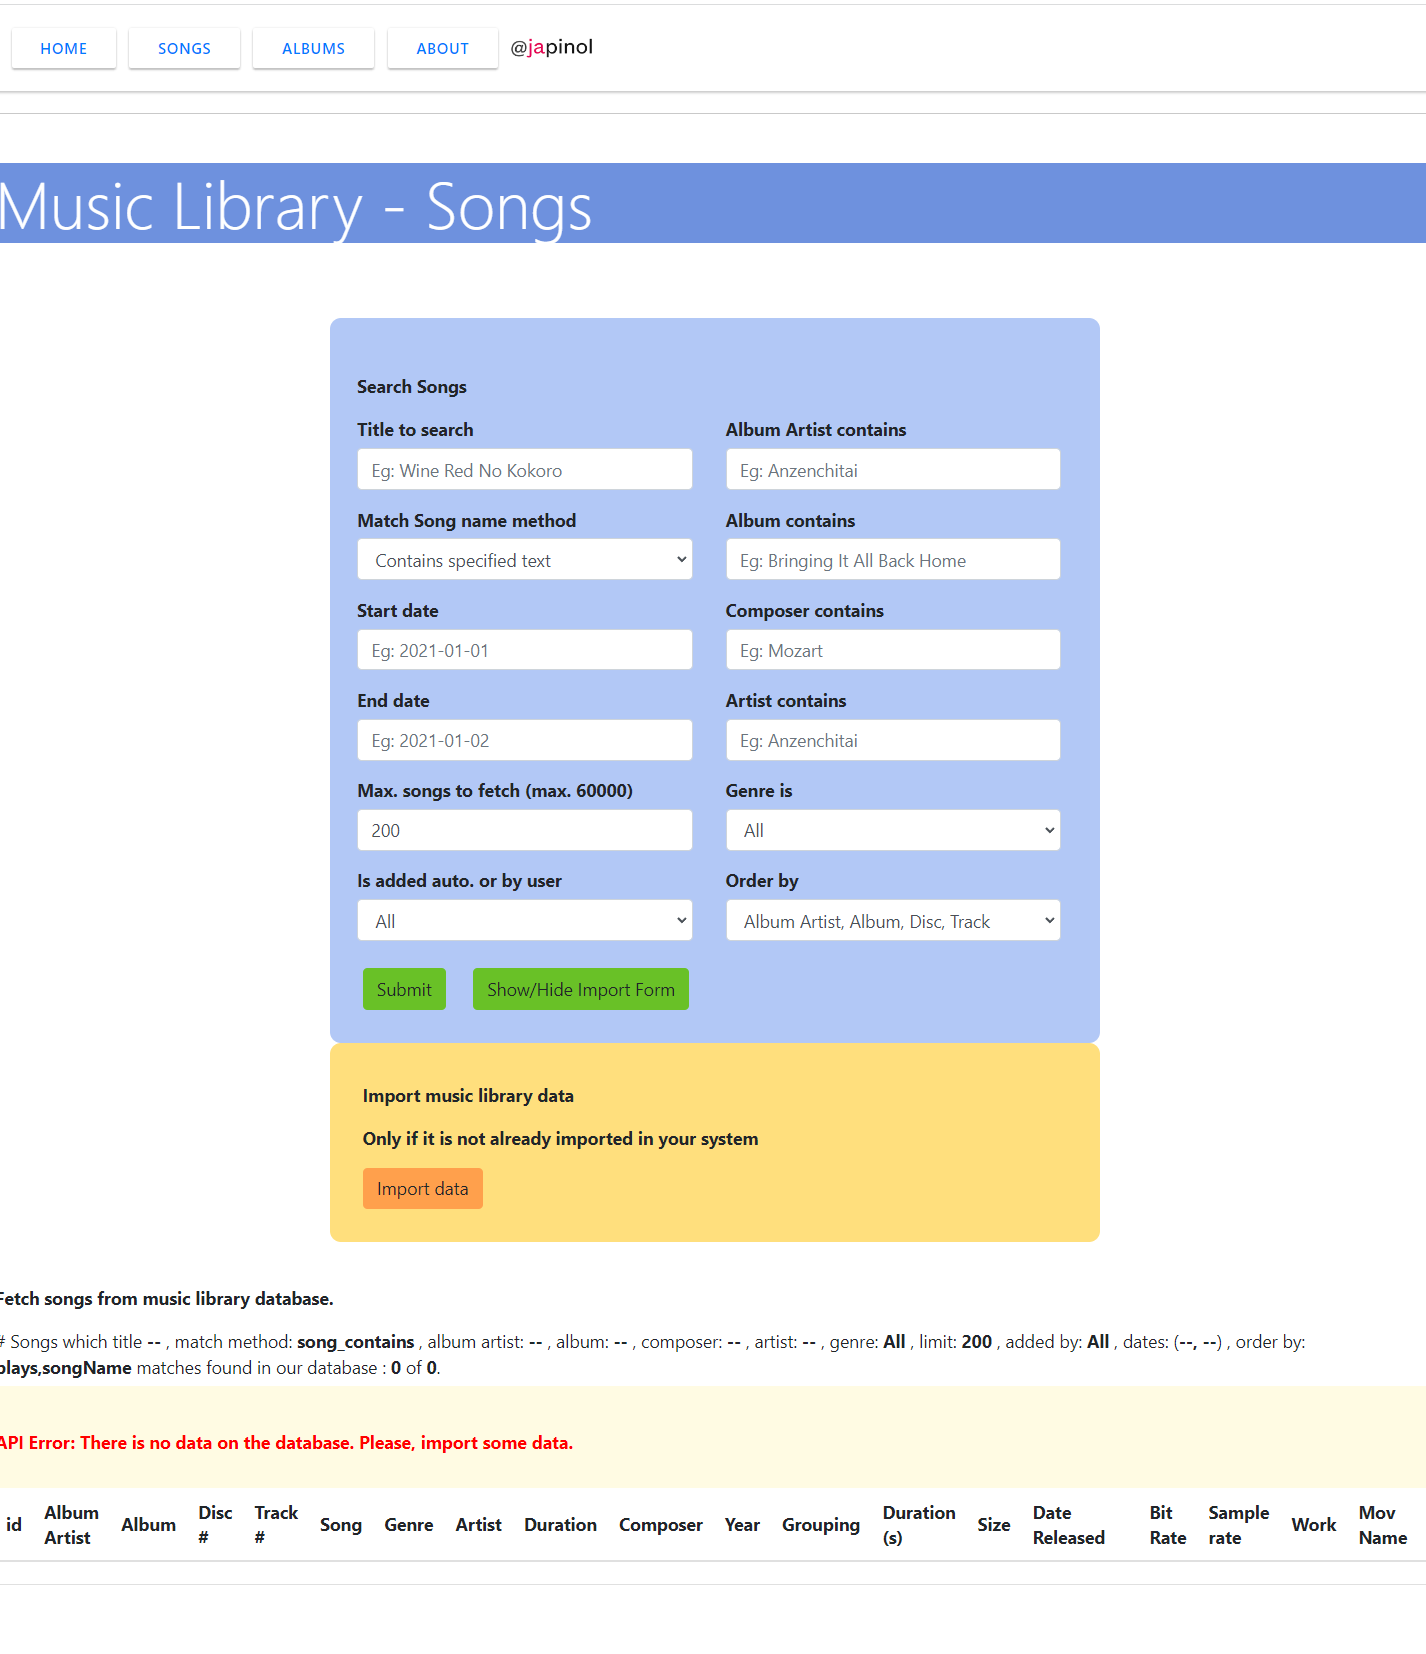 HOME SONGS ALBUMS ABOUT @japinol
Music Library - Songs
Search Songs
Title to search
Eg: Wine Red No Kokoro
Album Artist contains
Eg: Anzenchitai
Match Song name method
Contains specified text
Album contains
Eg: Bringing It All Back Home
Start date
Eg: 2021-01-01
Composer contains
Eg: Mozart
End date
Eg: 2021-01-02
Artist contains
Eg: Anzenchitai
Max. songs to fetch (max. 60000)
200
Genre is
All
Is added auto. or by user
All
Order by
Album Artist, Album, Disc, Track
Submit Show/Hide Import Form
Import music library data
Only if it is not already imported in your system
Import data
Fetch songs from music library database.
# Songs which title -- , match method: song_contains , album artist: -- , album: -- , composer: -- , artist: -- , genre: All , limit: 200 , added by: All , dates: (--, --) , order by:
plays,songName matches found in our database : 0 of 0.
API Error: There is no data on the database. Please, import some data.
id Album Artist Album Disc # Track # Song Genre Artist Duration Composer Year Grouping Duration (s) Size Date Released Bit Rate Sample rate Work Mov Name